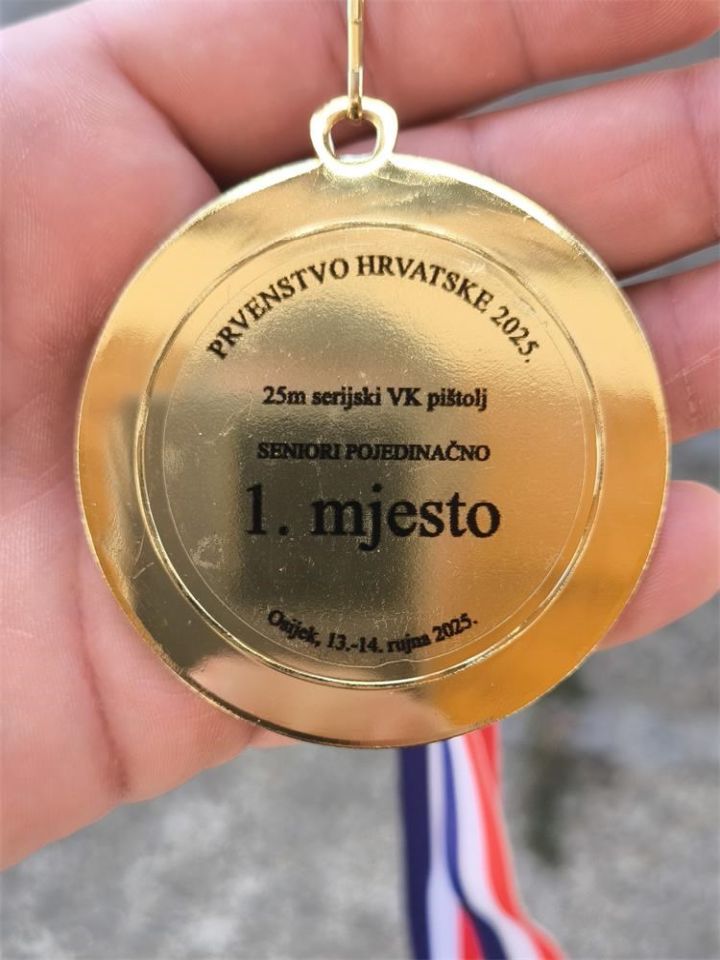 PRVENSTVO HRVATSKE 2025.
25m serijski VK pištolj
SENIORI POJEDINAČNO
1. mjesto
Osijek, 13.-14. rujna 2025.